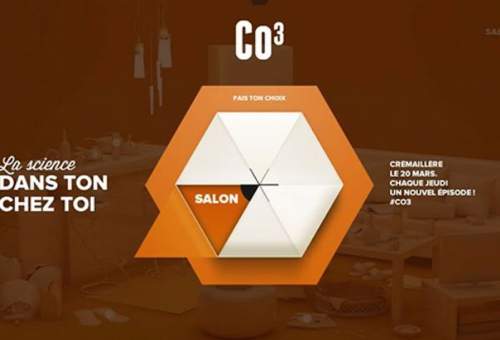 Co³
FAIS TON CHOIX
La science
DANS TON
CHEZ TOI
SALON
CRÉMAILLÈRE
LE 20 MARS.
CHAQUE JEUDI
UN NOUVEL ÉPISODE !
#CO3